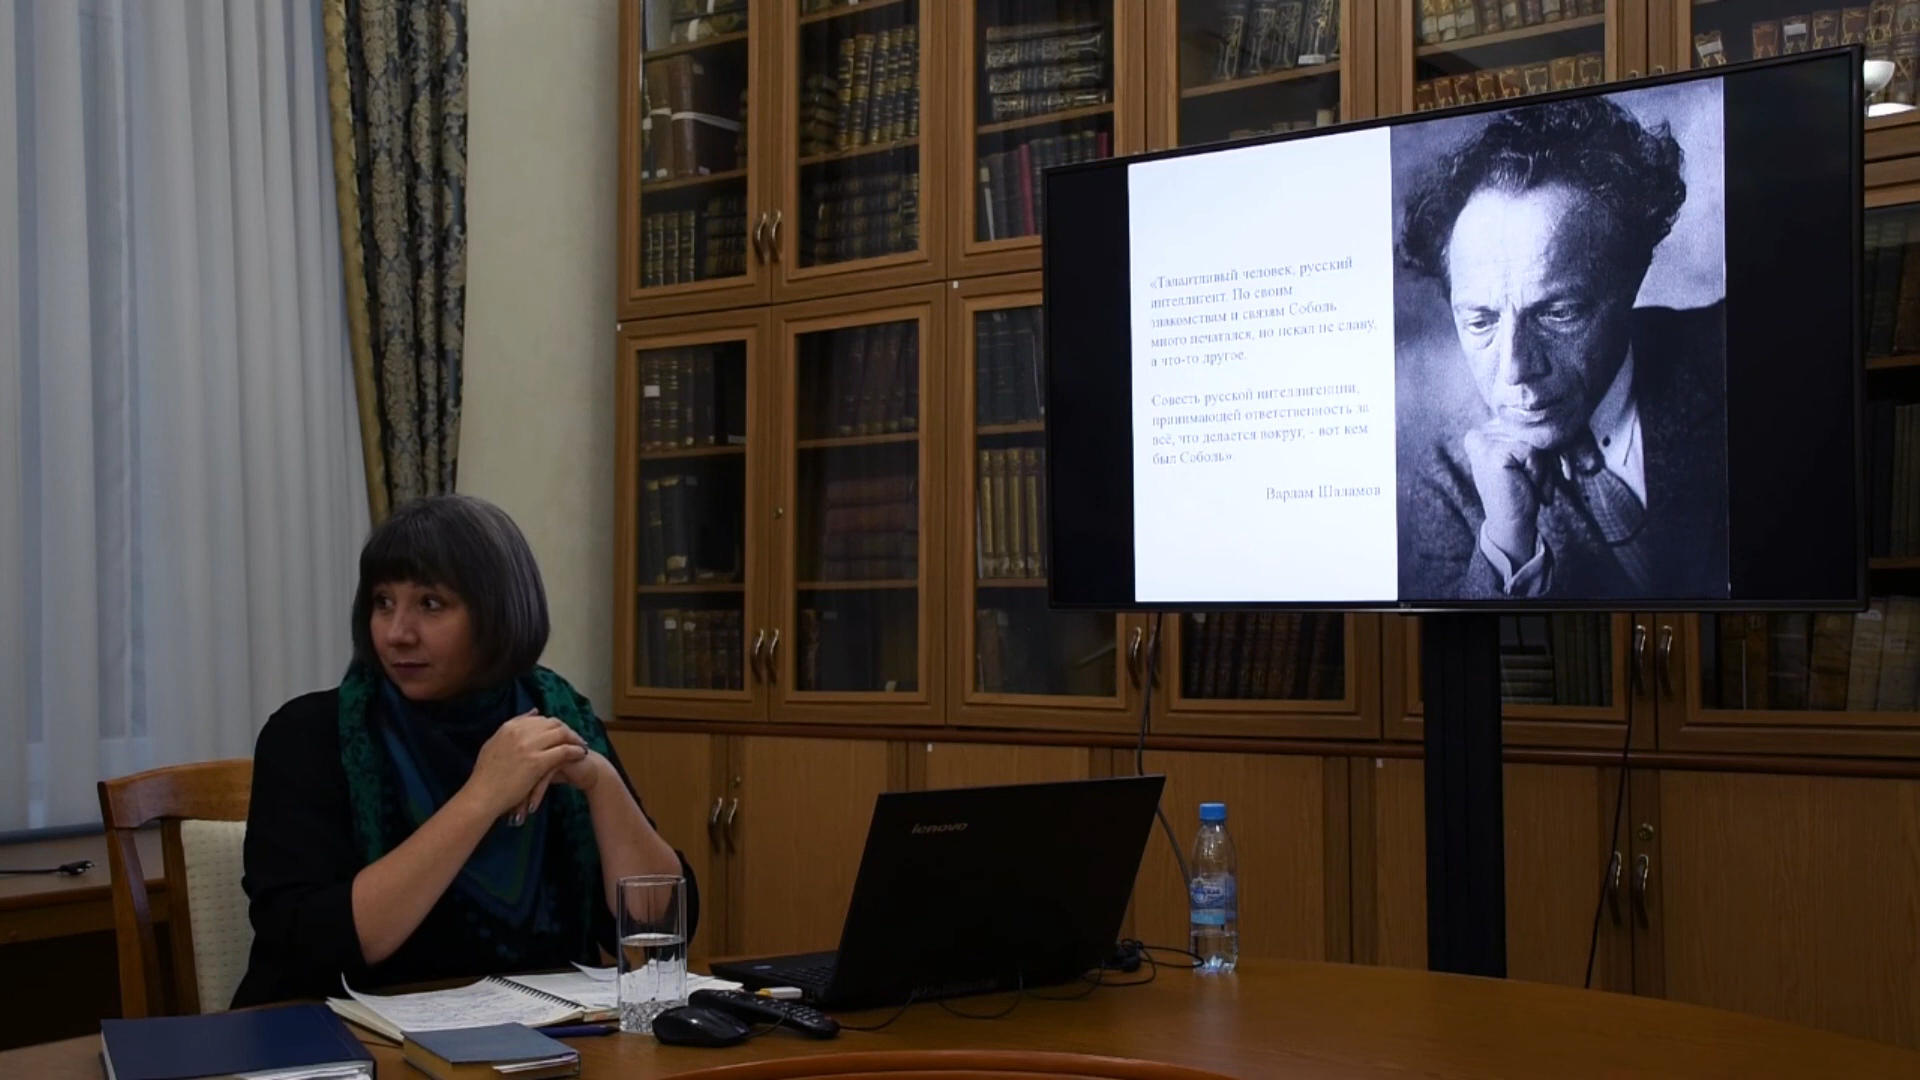 «Талантливый человек, русский
интеллигент. По своим
знакомствам и связям Соболь
много печатался, но искал не славу,
а что-то другое.
Совесть русской интеллигенции,
принимающей ответственность за
всё, что делается вокруг, - вот кем
был Соболь».
Варлам Шаламов
lenovo